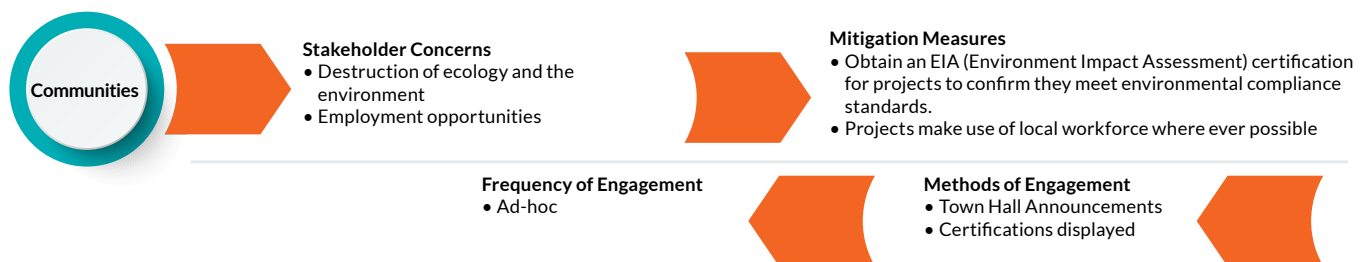 Communities
Stakeholder Concerns
• Destruction of ecology and the
environment
• Employment opportunities
Mitigation Measures
• Obtain an EIA (Environment Impact Assessment) certification
for projects to confirm they meet environmental compliance
standards.
• Projects make use of local workforce where ever possible
Methods of Engagement
• Town Hall Announcements
• Certifications displayed
Frequency of Engagement
• Ad-hoc